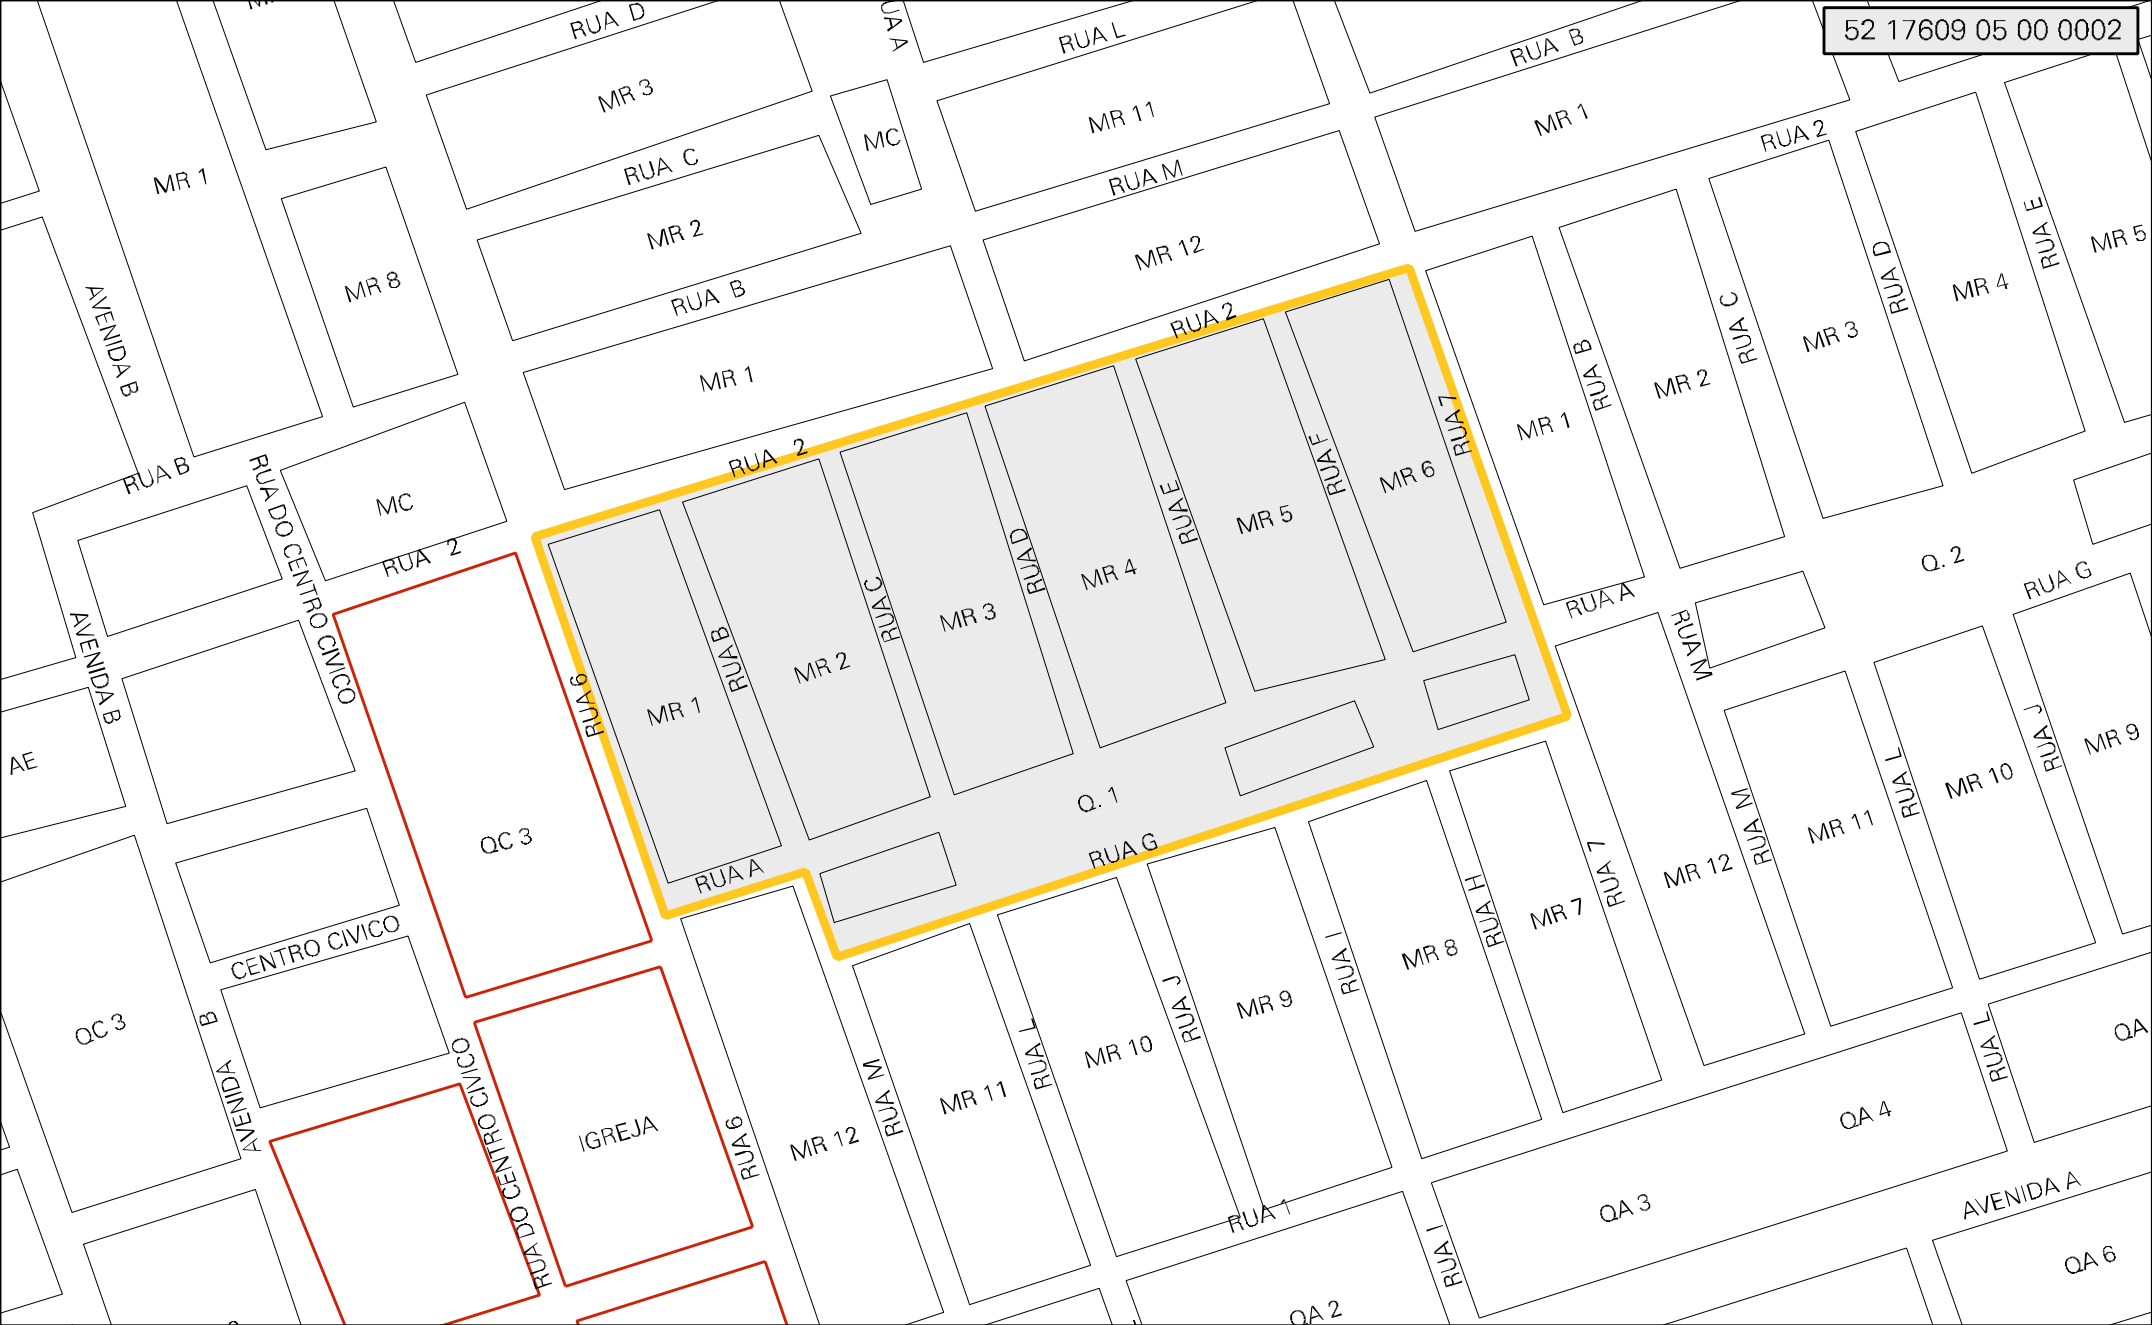 52 17609 05 00 0002
RUA D
RUA L
RUA B
MR 3
MR 11
MR 1
RUA 2
MC
MR 1
RUA C
RUA M
MR 2
MR 12
RUA E
MR 5
MR 8
RUA B
RUA D
MR 4
AVENIDA B
RUA 2
RUA C
MR 3
MR 1
RUA B
MR 2
RUA 7
MR 1
RUA 2
RUA B
RUA DO CENTRO CIVICO
MC
RUA 2
RUA F
MR 6
RUA E
MR 5
RUA D
MR 4
Q. 2
RUA G
RUA C
MR 3
RUA A
RUA M
AVENIDA B
RUA 6
RUA B
MR 2
MR 1
AE
QC 3
Q. 1
RUA G
RUA A
RUA J
MR 9
RUA L
MR 10
RUA M
MR 11
RUA 7
MR 12
RUA H
MR 7
RUA I
MR 8
CENTRO CIVICO
RUA J
MR 9
QC 3
AVENIDA B
RUA DO CENTRO CIVICO
RUA L
MR 10
RUA M
MR 11
RUA L
QA
IGREJA
RUA 6
MR 12
QA 4
RUA 1
QA 3
AVENIDA A
RUA I
QA 6
QA 2